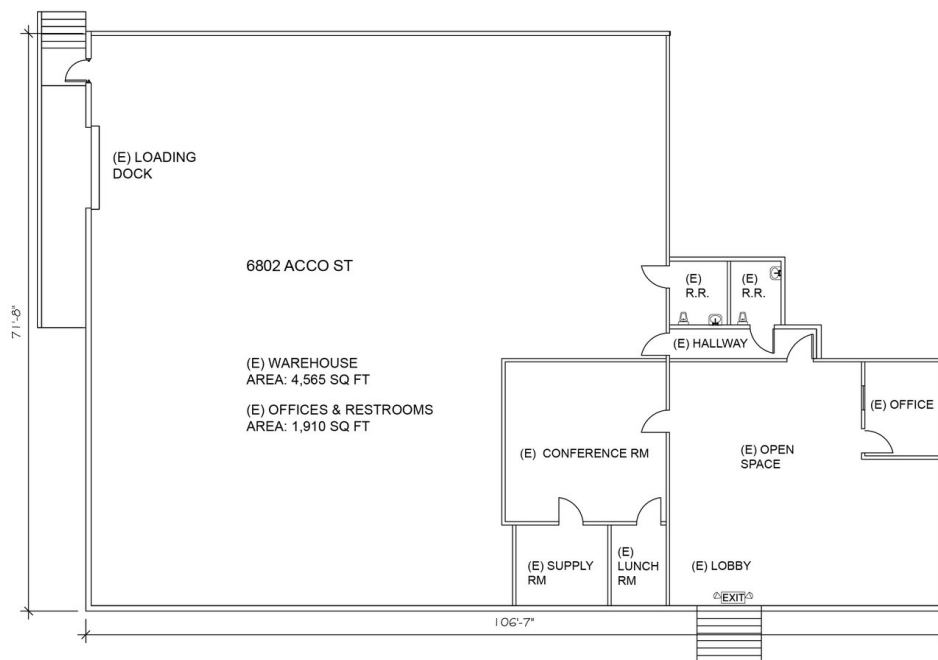 (E) LOADING
DOCK
6802 ACCO ST
(E)
R.R.
(E)
R.R.
71'-8"
(E) HALLWAY
(E) WAREHOUSE
AREA: 4,565 SQ FT
(E) OFFICES & RESTROOMS
AREA: 1,910 SQ FT
(E) OFFICE
(E) CONFERENCE RM
(E) OPEN
SPACE
(E) SUPPLY
RM
(E)
LUNCH
RM
(E) LOBBY
EXIT
106'-7"